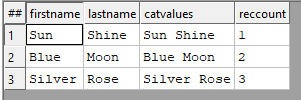 ## firstname lastname catvalues reccount
1 Sun Shine Sun Shine 1
2 Blue Moon Blue Moon 2
3 Silver Rose Silver Rose 3